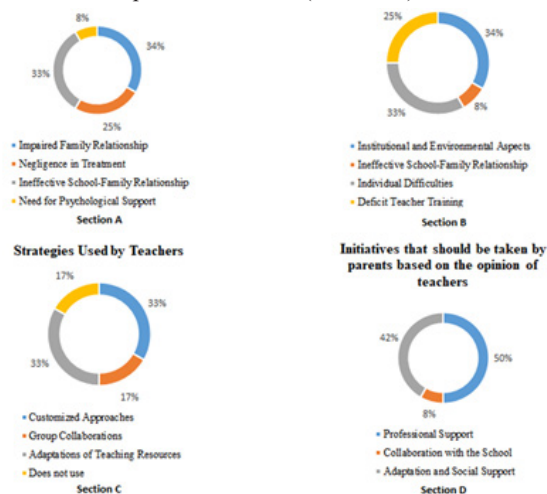 8%
34%
33%
25%
Impaired Family Relationship
Negligence in Treatment
Ineffective School-Family Relationship
Need for Psychological Support
Section A
25%
34%
33%
8%
Institutional and Environmental Aspects
Ineffective School-Family Relationship
Individual Difficulties
Deficit Teacher Training
Section B
Strategies Used by Teachers
17%
33%
33%
17%
Customized Approaches
Group Collaborations
Adaptations of Teaching Resources
Does not use
Section C
Initiatives that should be taken by
parents based on the opinion of
teachers
42%
50%
8%
Professional Support
Collaboration with the School
Adaptation and Social Support
Section D